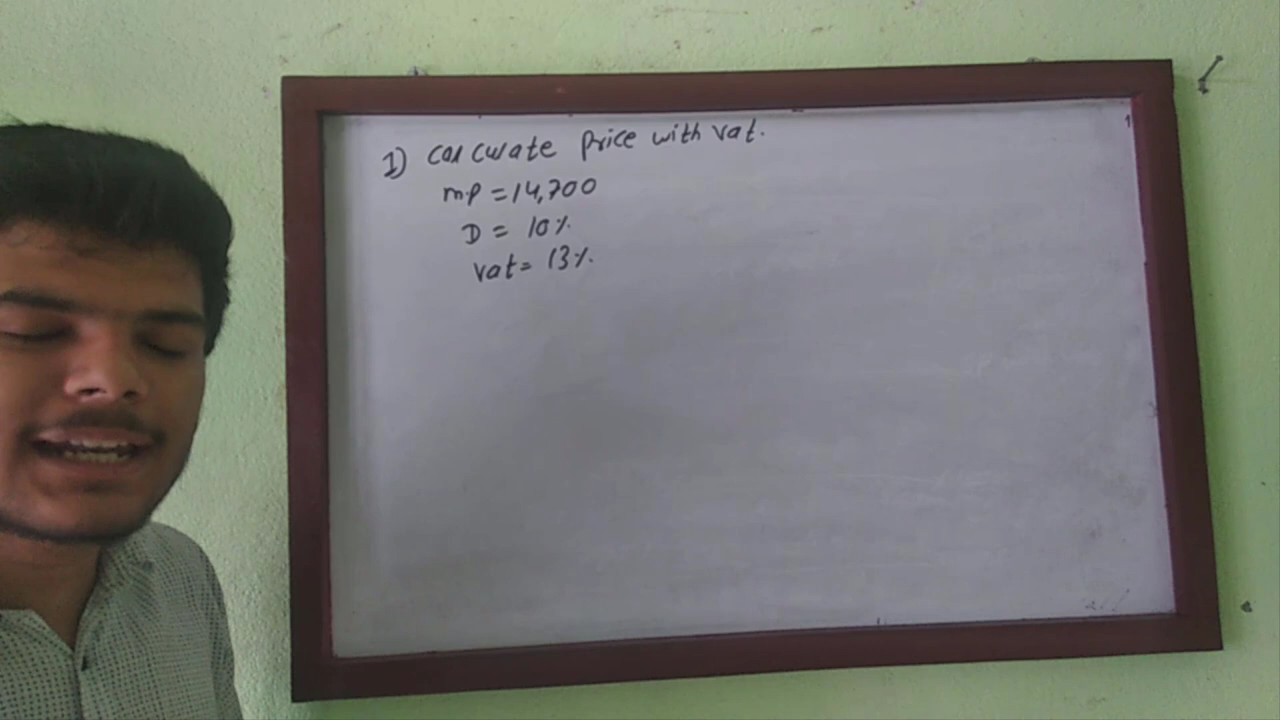 1) Calculate price with vat.
M.P = 14,700
D = 10%
vat = 13%.